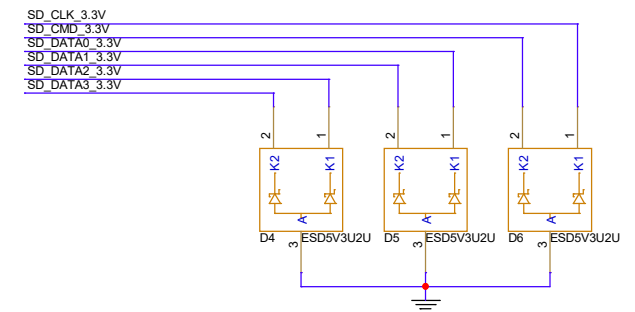 SD_CLK_3.3V
SD_CMD_3.3V
SD_DATA0_3.3V
SD_DATA1_3.3V
SD_DATA2_3.3V
SD_DATA3_3.3V
2 1 2 1 2 1
K2 K1 K2 K1 K2 K1
A A A
D4 3 ESD5V3U2U D5 3 ESD5V3U2U D6 3 ESD5V3U2U